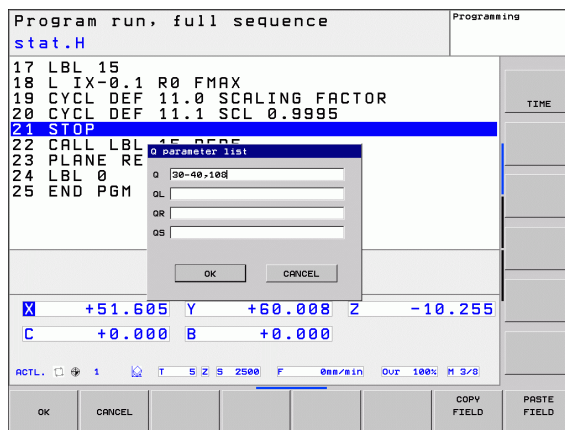 Program run, full sequence
Programming
stat.H
17 LBL 15
18 L IX-0.1 R0 FMAX
19 CYCL DEF 11.0 SCALING FACTOR
20 CYCL DEF 11.1 SCL 0.9995
21 STOP
22 CALL LBL 15 REP5
23 PLANE RE
24 LBL 0
25 END PGM
Q parameter list
Q 30-40,108
QL
QR
QS
OK CANCEL
TIME
X +51.605 Y +60.008 Z -10.255
C +0.000 B +0.000
ACTL. 1 T 5 Z S 2500 F 0mm/min Ovr 100% M 3/8
OK CANCEL COPY FIELD PASTE FIELD